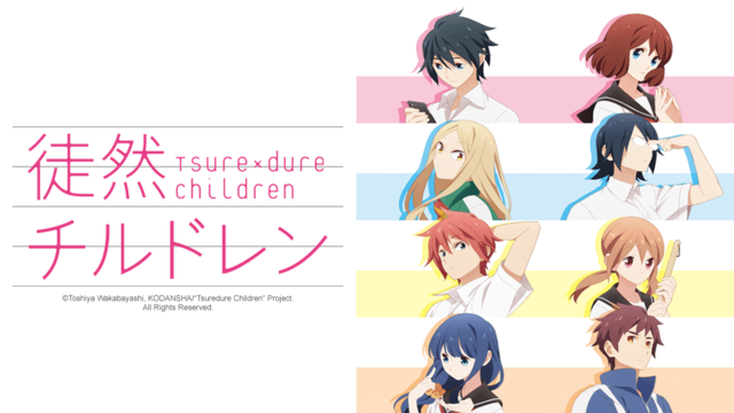 徒然 Tsure×dure
children
チルドレン
©Toshiya Wakabayashi, KODANSHA/"Tsuredure Children" Project.
All Rights Reserved.